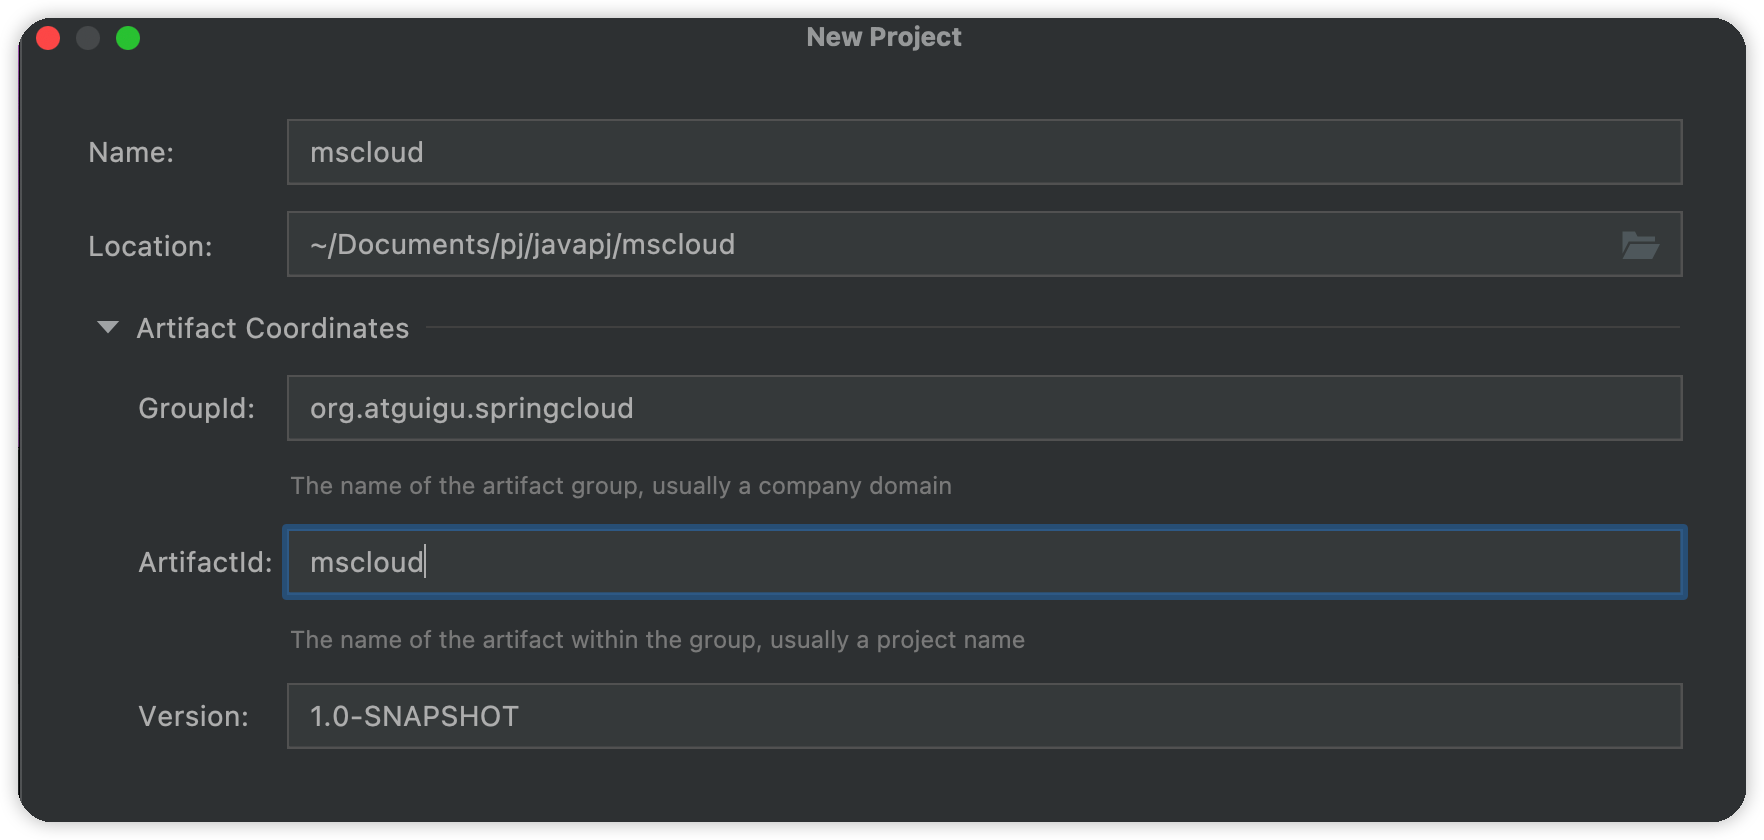 New Project
Name: mscloud
Location: ~/Documents/pj/javapj/mscloud
Artifact Coordinates
GroupId: org.atguigu.springcloud
The name of the artifact group, usually a company domain
ArtifactId: mscloud
The name of the artifact within the group, usually a project name
Version: 1.0-SNAPSHOT